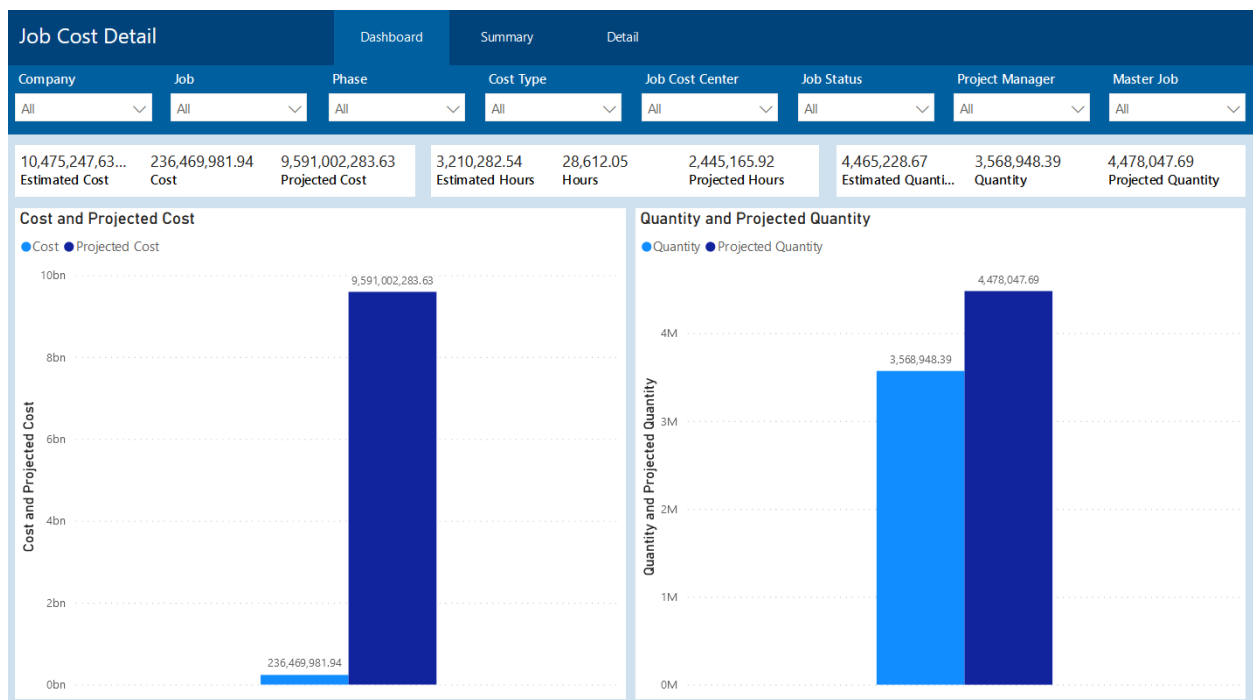 Job Cost Detail
Dashboard Summary Detail
Company Job Phase Cost Type Job Cost Center Job Status Project Manager Master Job
All All All All All All All All
10,475,247,63... 236,469,981.94 9,591,002,283.63 3,210,282.54 28,612.05 2,445,165.92 4,465,228.67 3,568,948.39 4,478,047.69
Estimated Cost Cost Projected Cost Estimated Hours Hours Projected Hours Estimated Quanti... Quantity Projected Quantity
Cost and Projected Cost
Cost Projected Cost
10bn
8bn
6bn
4bn
2bn
0bn
Cost and Projected Cost
9,591,002,283.63
236,469,981.94
Quantity and Projected Quantity
Quantity Projected Quantity
4M
3M
2M
1M
0M
Quantity and Projected Quantity
4,478,047.69
3,568,948.39